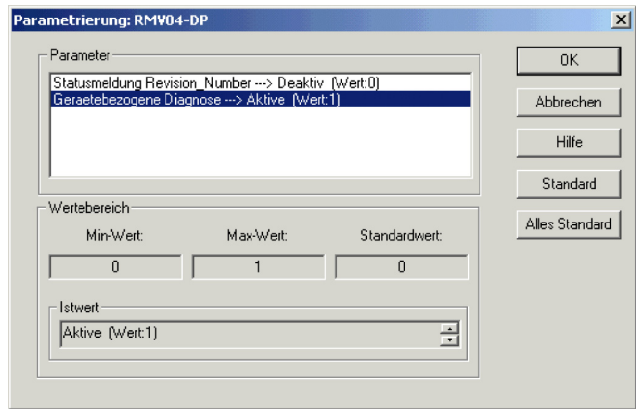 Parametrierung: RMV04-DP
Parameter
Statusmeldung Revision_Number ---> Deaktiv (Wert:0)
Geraetebezogene Diagnose ---> Aktive (Wert:1)
OK
Abbrechen
Hilfe
Standard
Alles Standard
Wertebereich
Min-Wert: Max-Wert: Standardwert:
0 1 0
Istwert
Aktive (Wert:1)